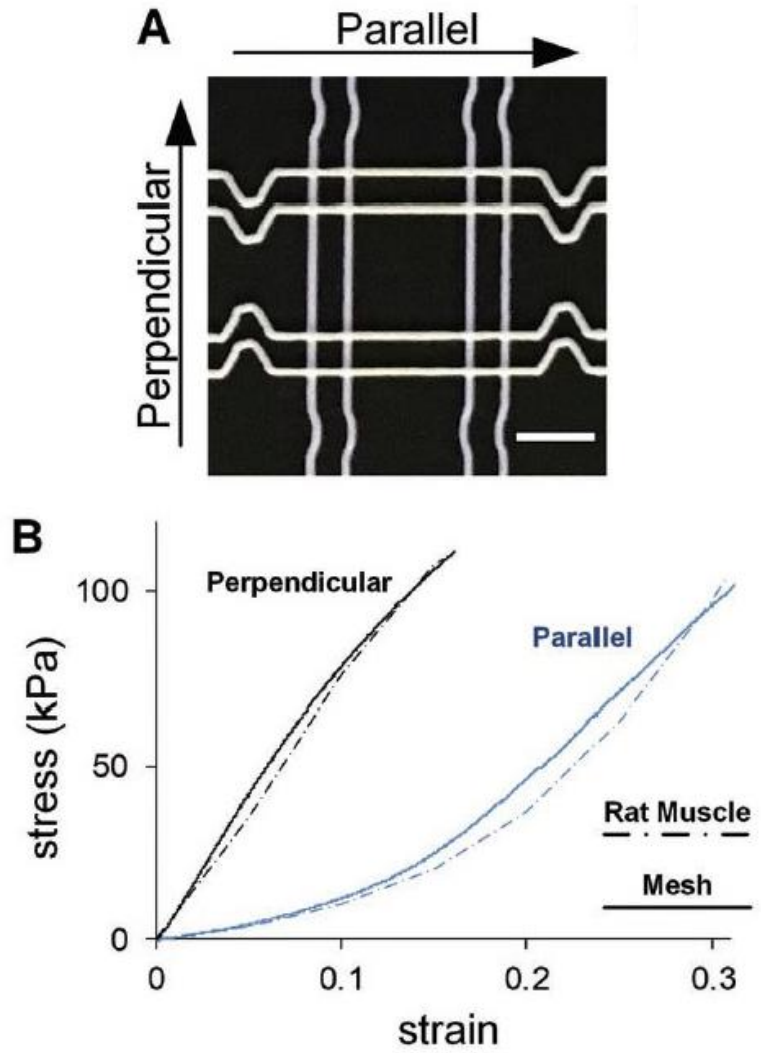 A
Parallel
Perpendicular
B
Perpendicular
Parallel
100
50
0
stress (kPa)
Rat Muscle
Mesh
0
0.1
0.2
0.3
strain